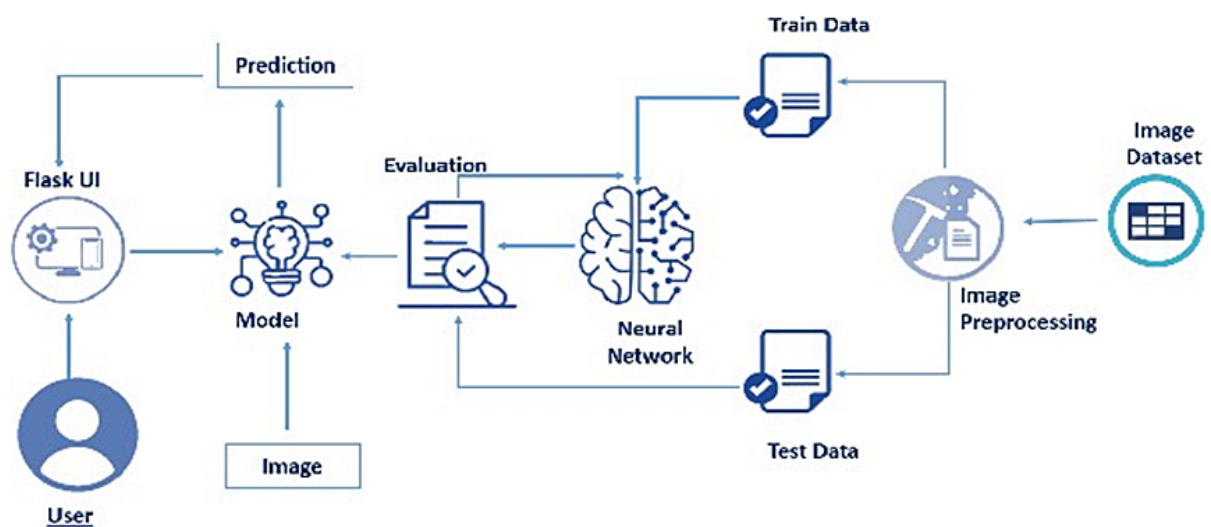 Train Data
Prediction
Image
Dataset
Evaluation
Flask UI
Image
Preprocessing
Model
Neural
Network
Test Data
Image
User